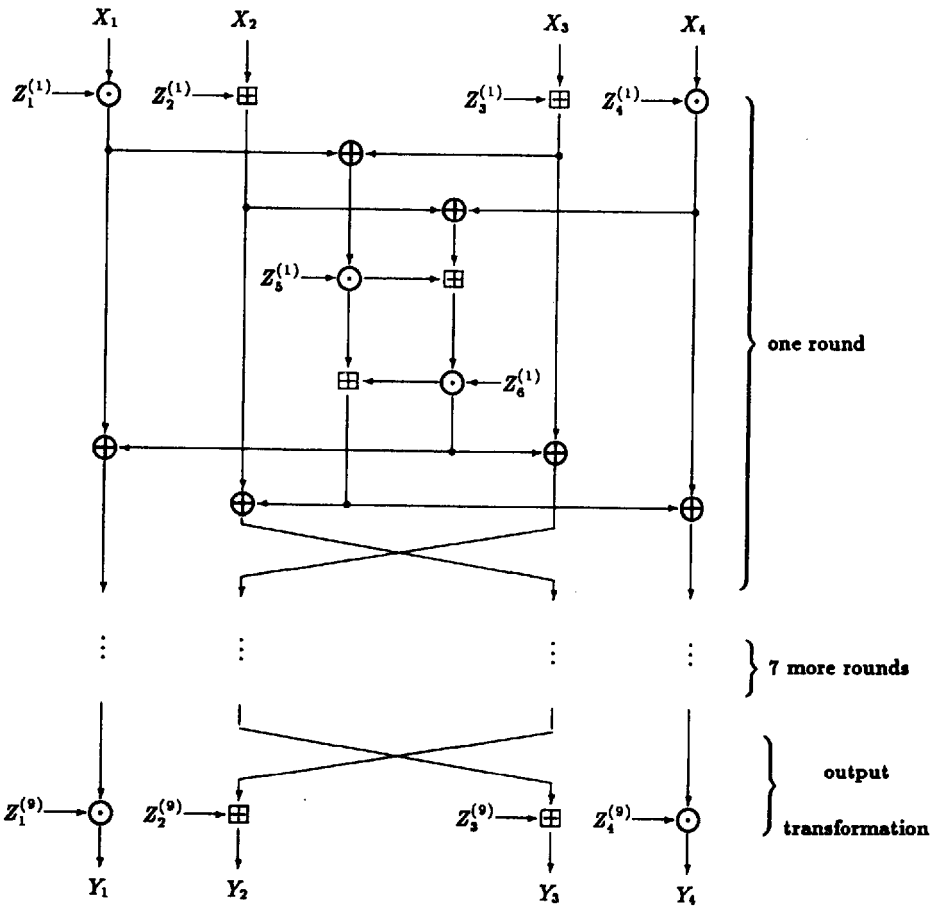 X₁ X₂ X₃ X₄
Z₁⁽¹⁾ Z₂⁽¹⁾ Z₃⁽¹⁾ Z₄⁽¹⁾
Z₅⁽¹⁾
one round
Z₆⁽¹⁾
7 more rounds
output
Z₁⁽⁹⁾ Z₂⁽⁹⁾ Z₃⁽⁹⁾ Z₄⁽⁹⁾
transformation
Y₁ Y₂ Y₃ Y₄